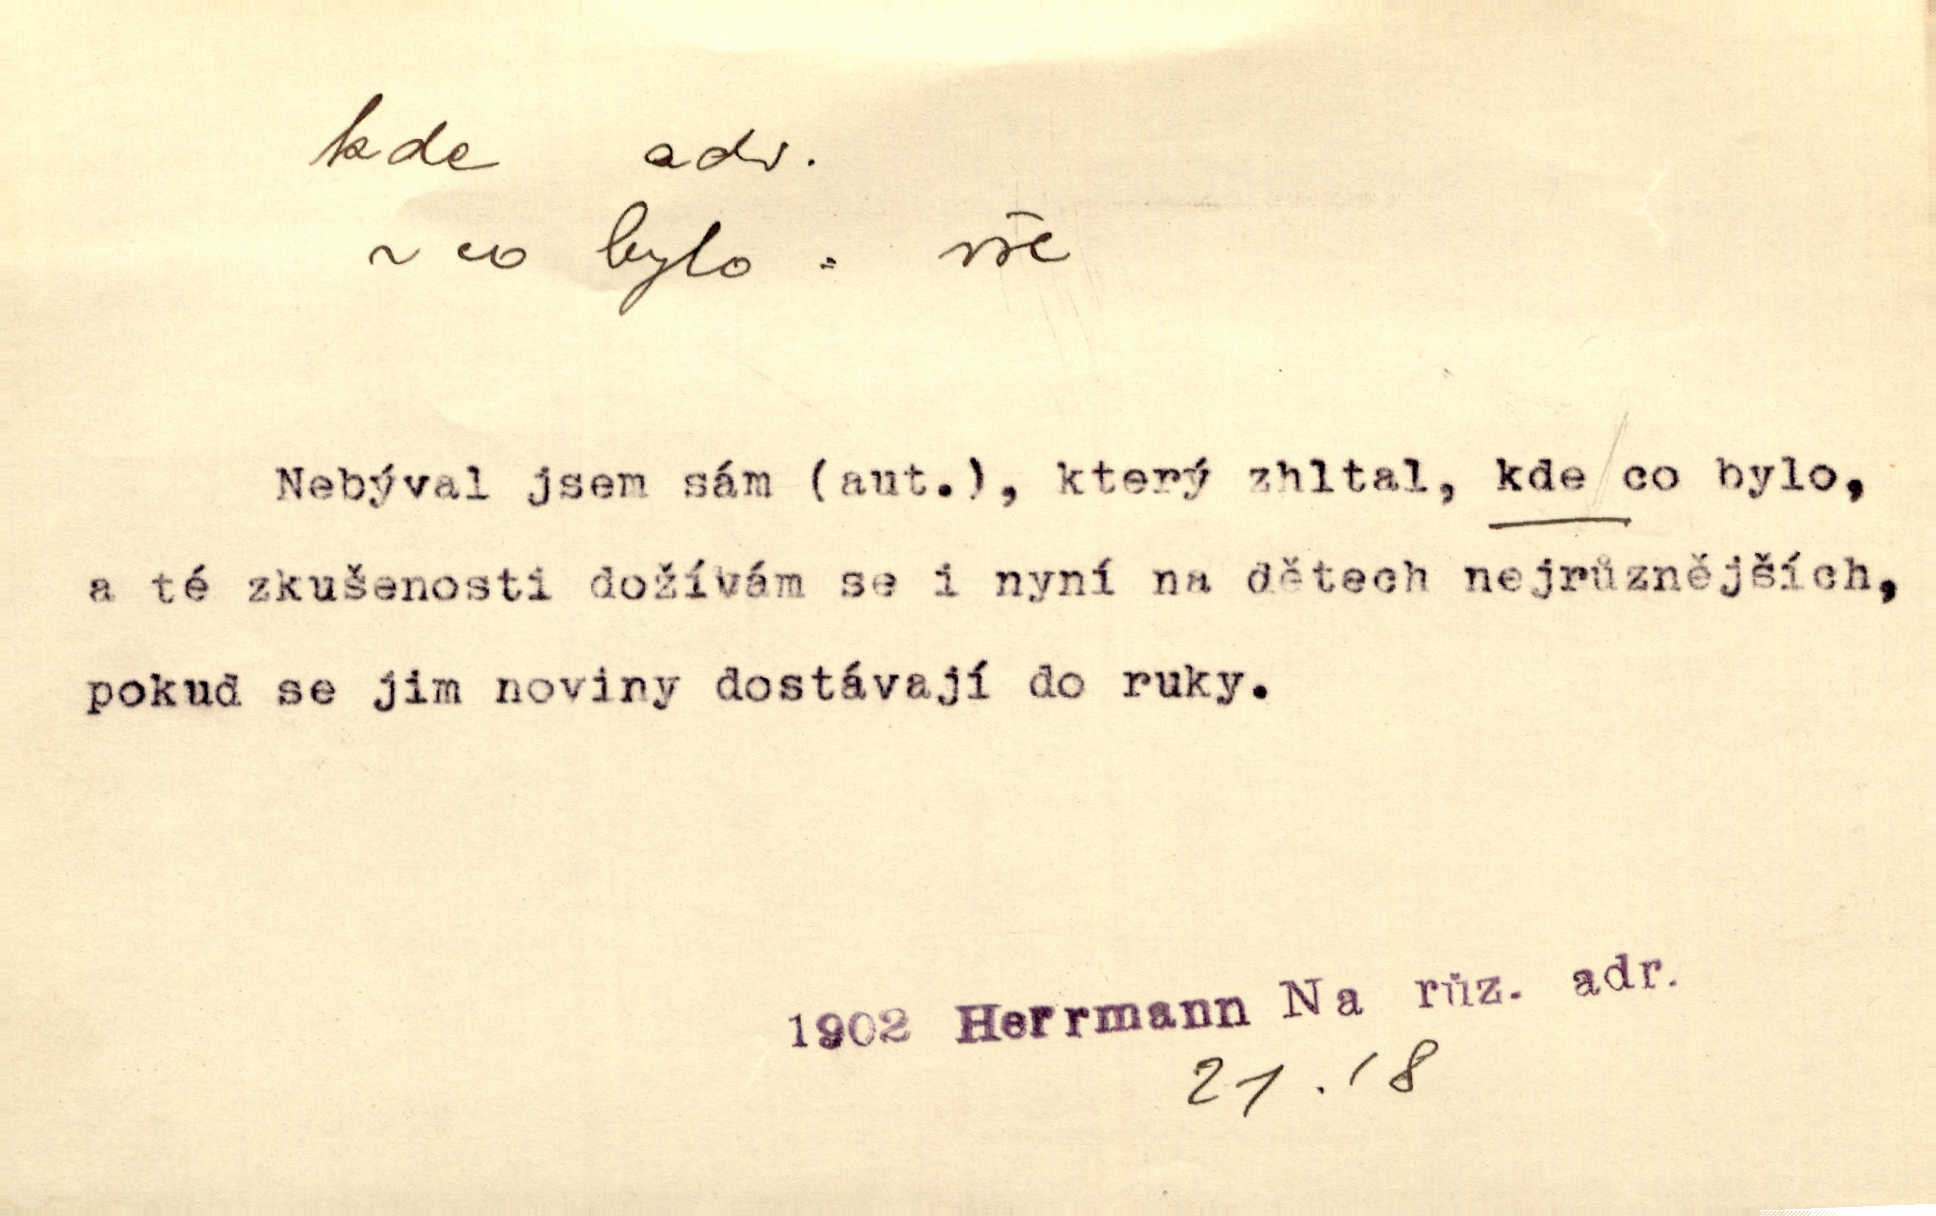 kde adv.
~ co bylo = vše
Nebýval jsem sám (aut.), který zhltal, kde co bylo,
a té zkušenosti dožívám se i nyní na dětech nejrůznějších,
pokud se jim noviny dostávají do ruky.
1902 Herrmann Na růz. adr.
21.18